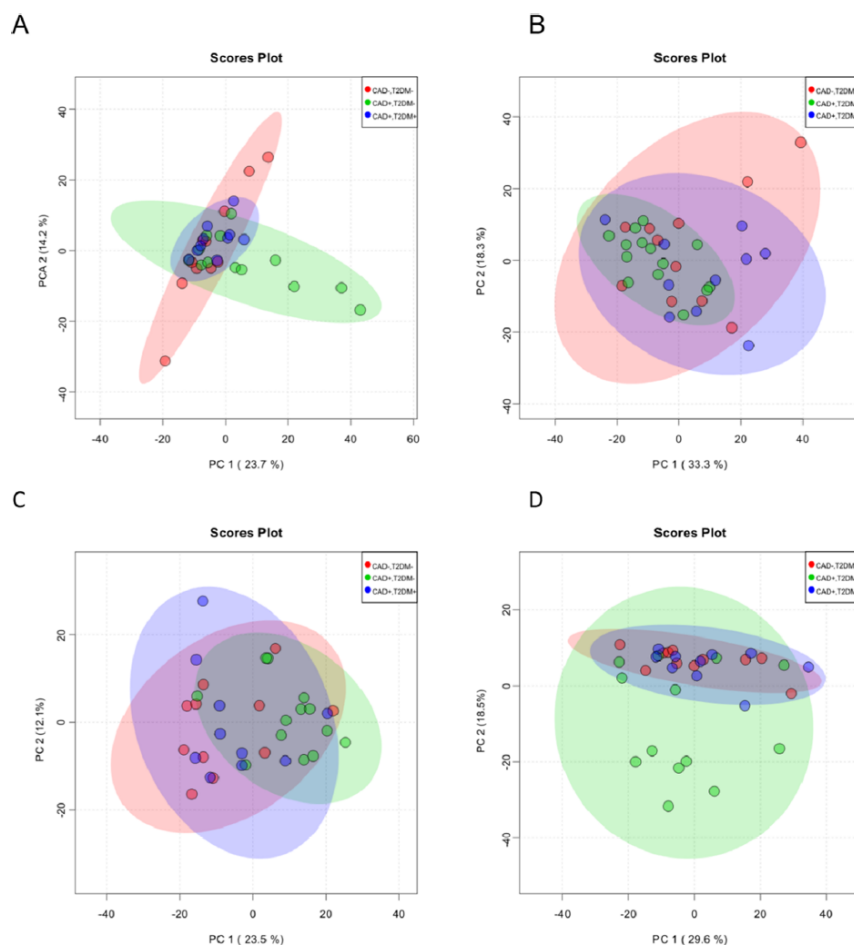 A
Scores Plot
CAD-,T2DM-
CAD+,T2DM-
CAD+,T2DM+
PCA 2 (14.2 %)
40
20
0
-20
-40
-40
-20
0
20
40
60
PC 1 ( 23.7 %)
B
Scores Plot
CAD-,T2DM
CAD+,T2DM
CAD+,T2DM
PC 2 (18.3 %)
40
20
0
-20
-40
-40
-20
0
20
40
PC 1 ( 33.3 %)
C
Scores Plot
CAD-,T2DM-
CAD+,T2DM-
CAD+,T2DM+
PC 2 (12.1%)
20
0
-20
-40
-20
0
20
40
PC 1 ( 23.5 %)
D
Scores Plot
CAD-,T2DM
CAD+,T2DM
CAD+,T2DM
PC 2 (18.5%)
20
0
-20
-40
-40
-20
0
20
40
PC 1 ( 29.6 %)